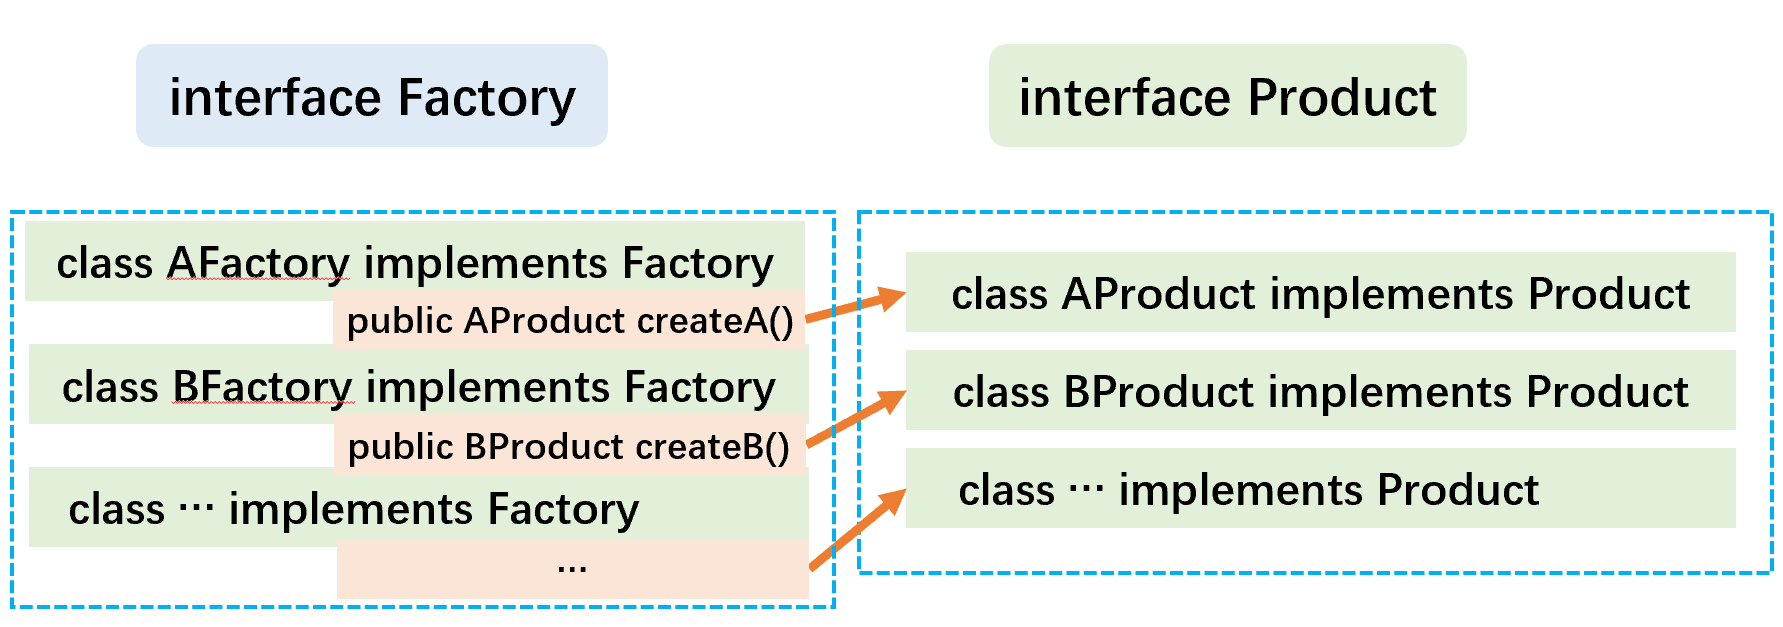 interface Factory
interface Product
class AFactory implements Factory
public AProduct createA()
class BFactory implements Factory
public BProduct createB()
class ··· implements Factory
...
class AProduct implements Product
class BProduct implements Product
class ··· implements Product